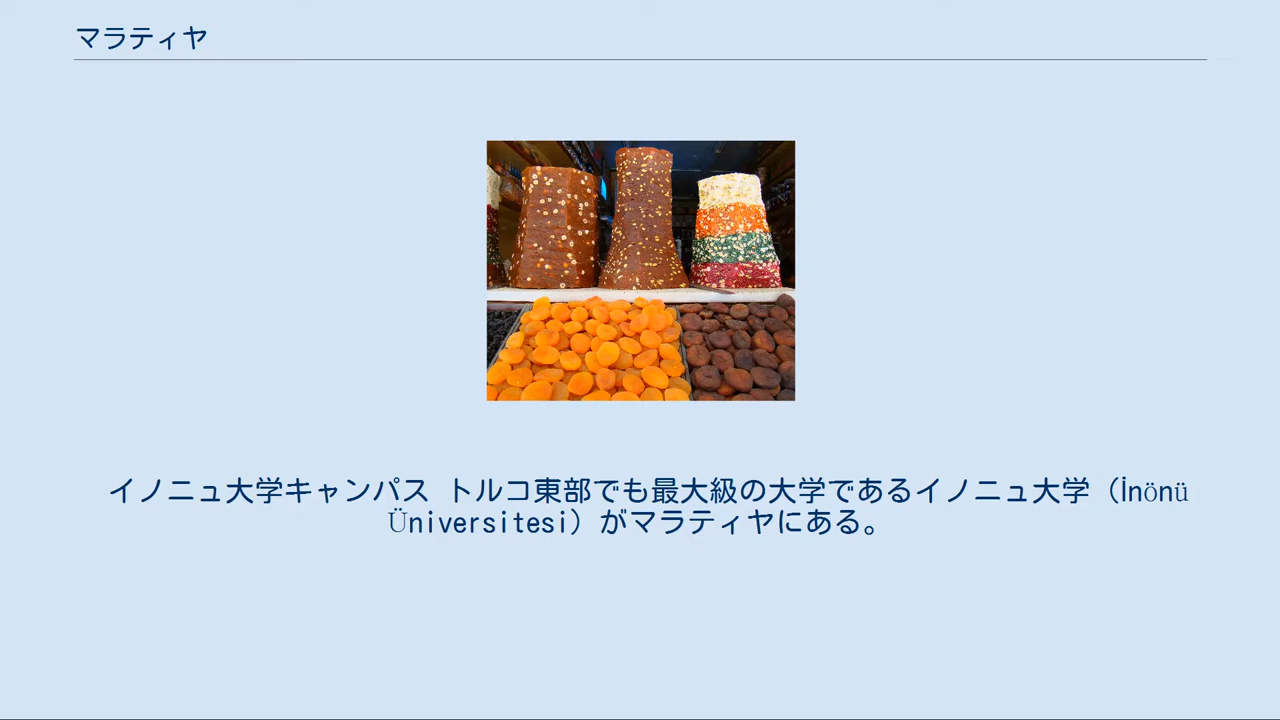 マラティヤ
イノニュ大学キャンパス トルコ東部でも最大級の大学であるイノニュ大学（İnönü
Üniversitesi）がマラティヤにある。